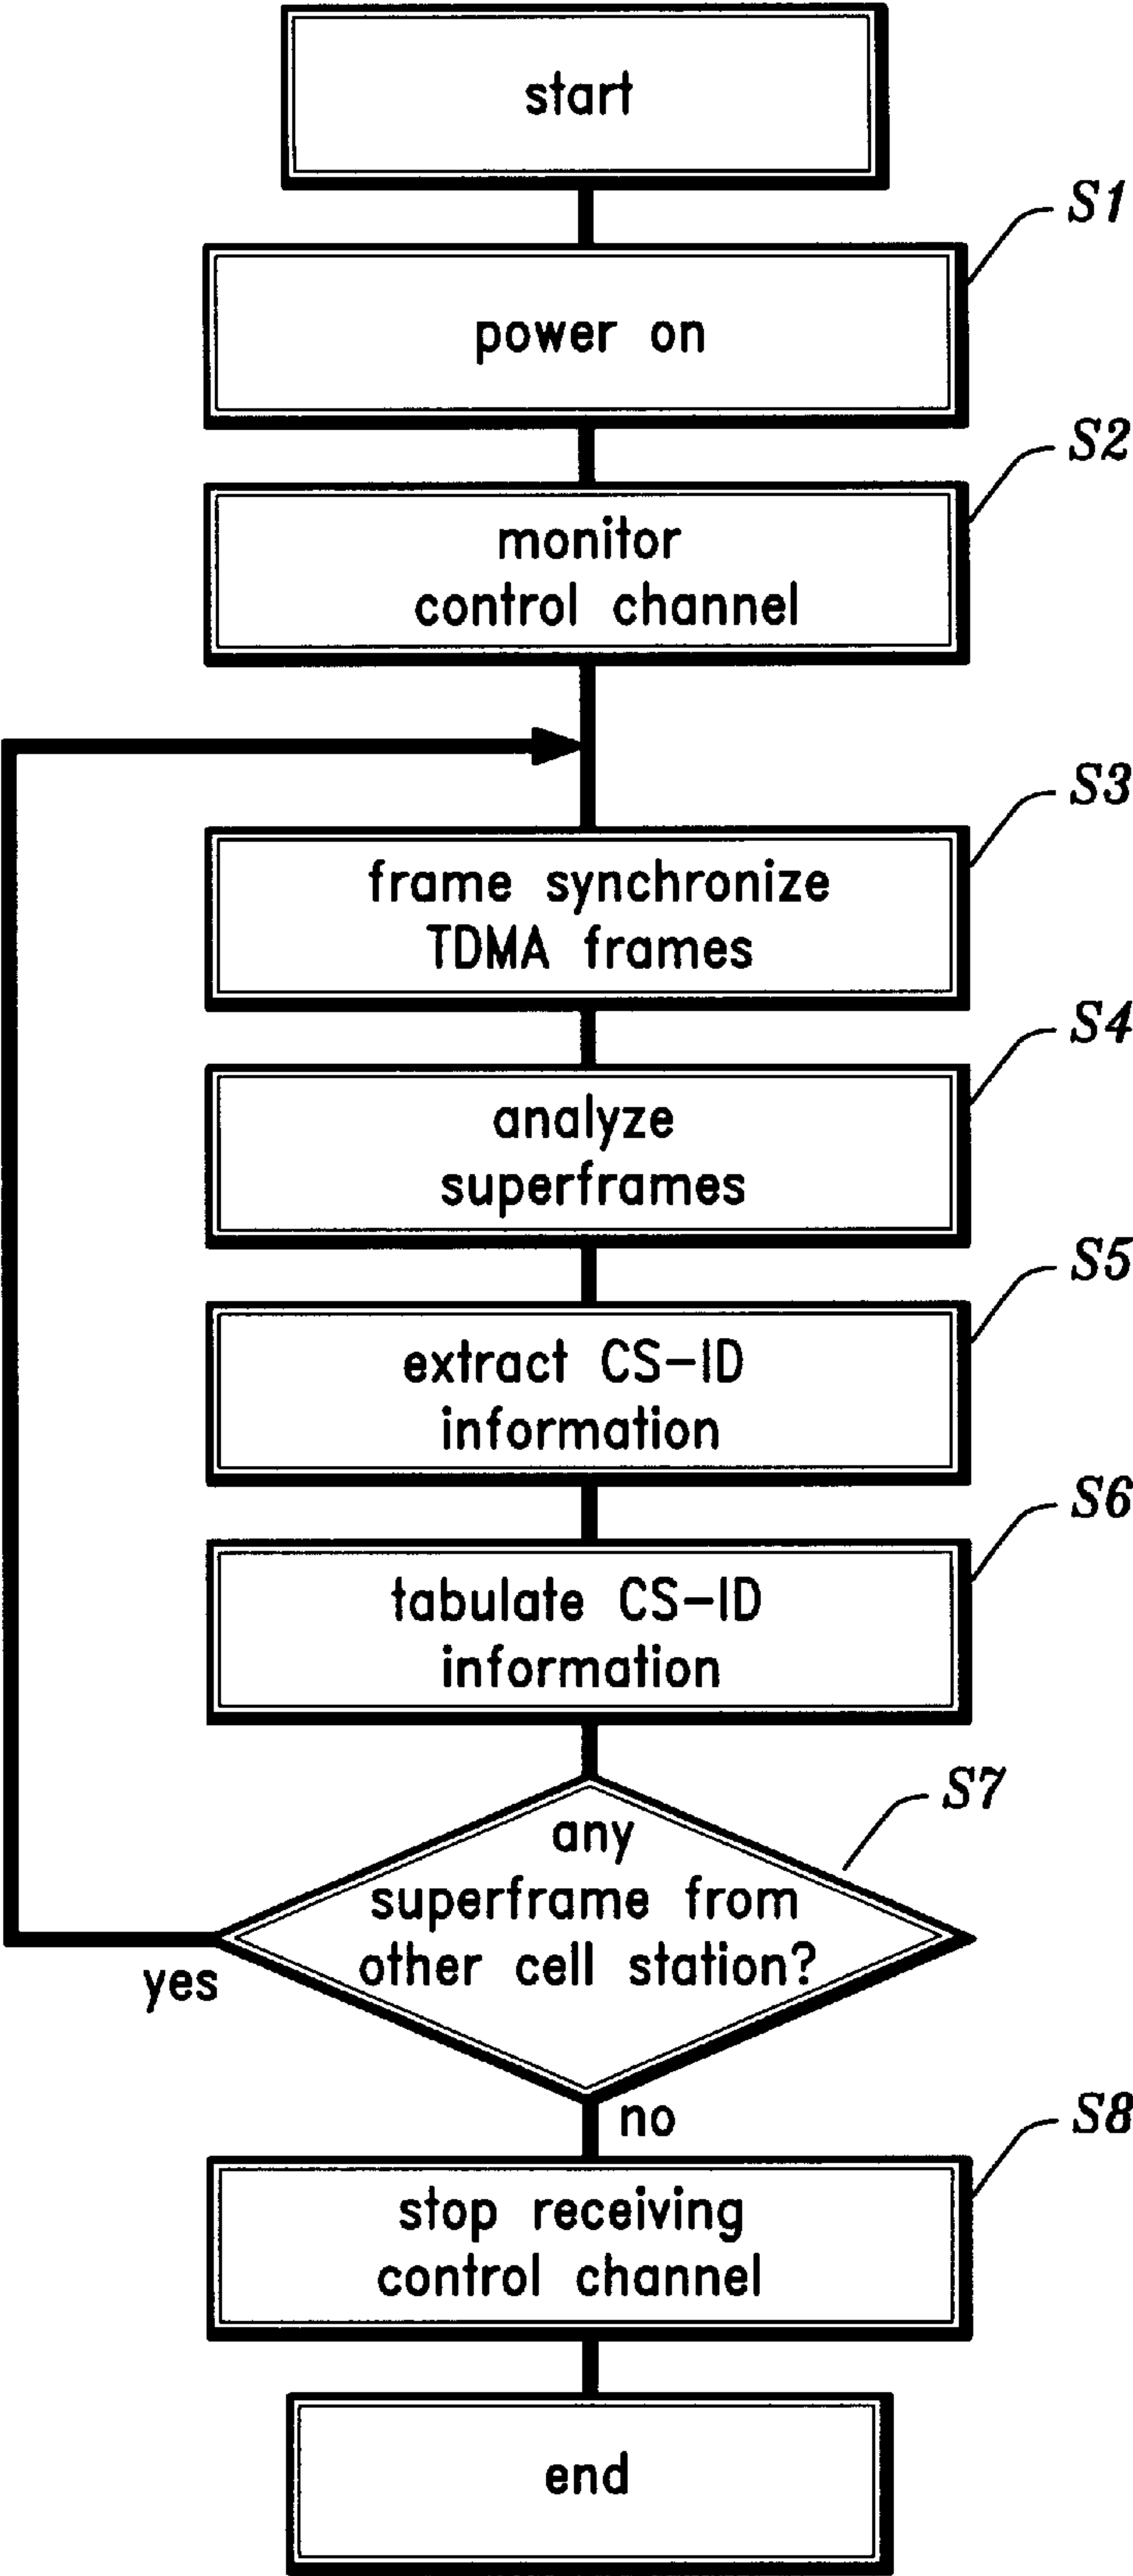 start
S1
power on
S2
monitor
control channel
S3
frame synchronize
TDMA frames
S4
analyze
superframes
S5
extract CS-ID
information
S6
tabulate CS-ID
information
S7
any
superframe from
other cell station?
yes
no
S8
stop receiving
control channel
end